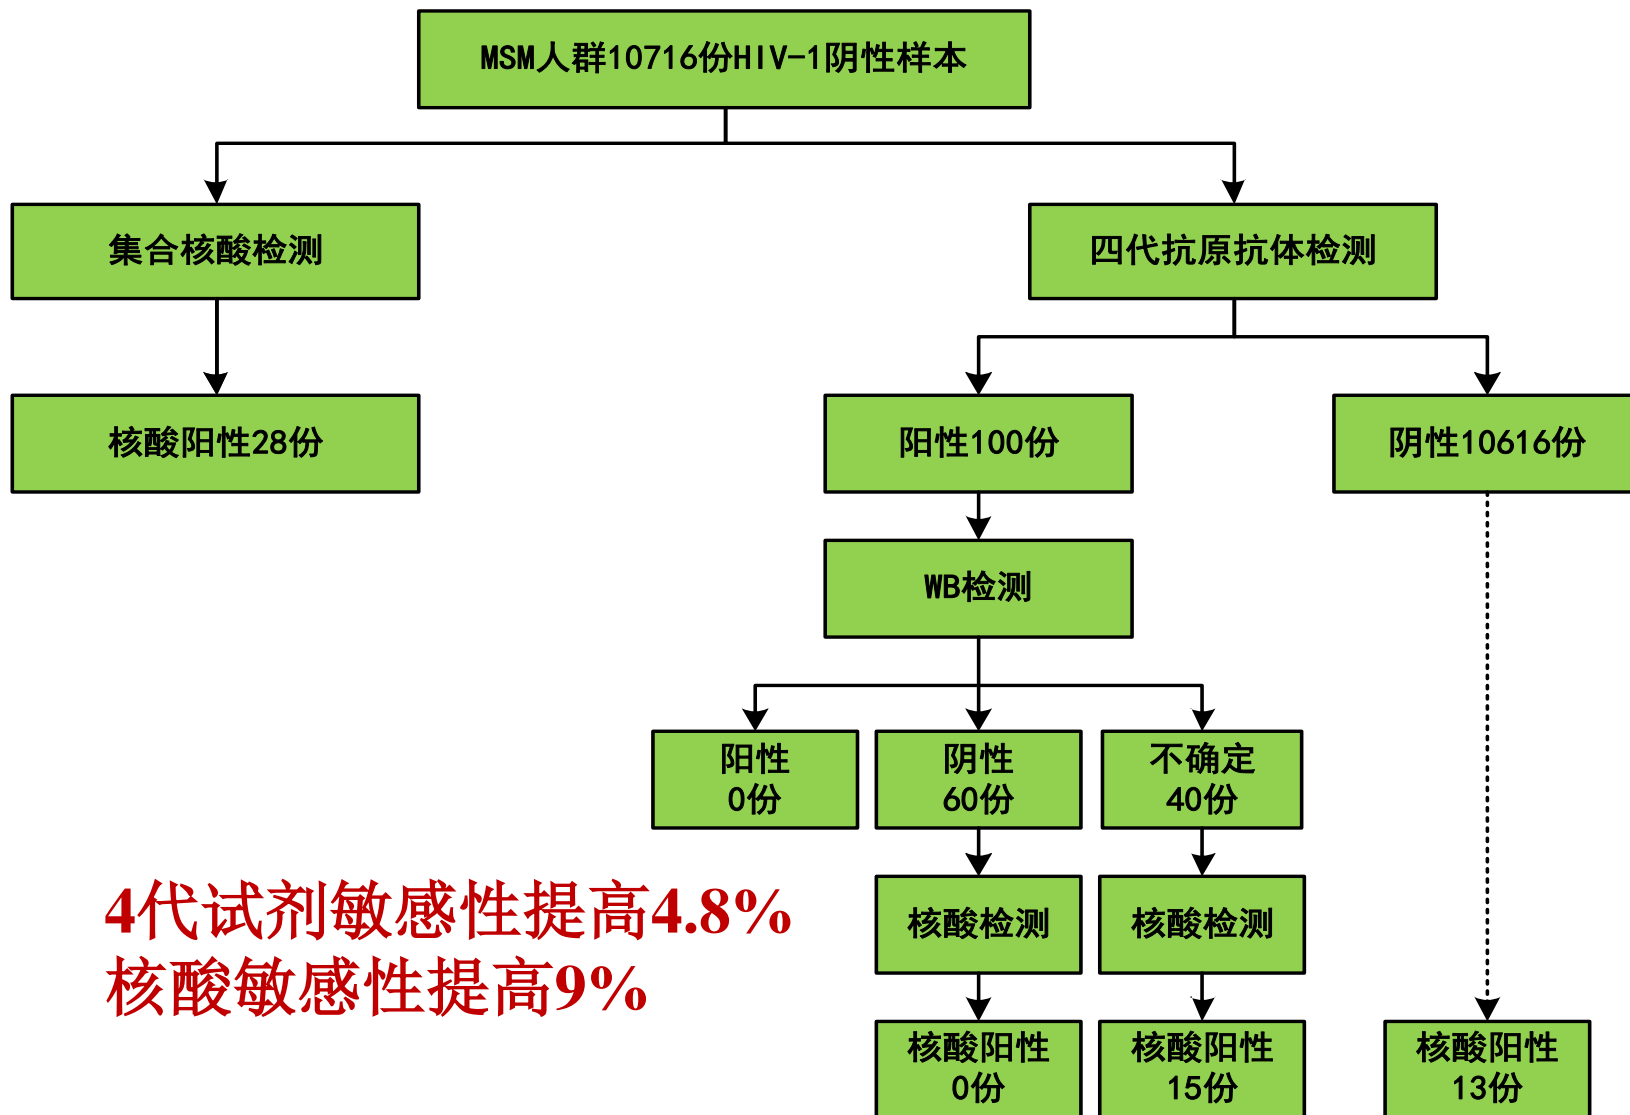 MSM人群10716份HIV-1阴性样本
集合核酸检测
四代抗原抗体检测
核酸阳性28份
阳性100份
阴性10616份
WB检测
阳性
0份
阴性
60份
不确定
40份
核酸检测
核酸检测
4代试剂敏感性提高4.8%
核酸敏感性提高9%
核酸阳性
0份
核酸阳性
15份
核酸阳性
13份